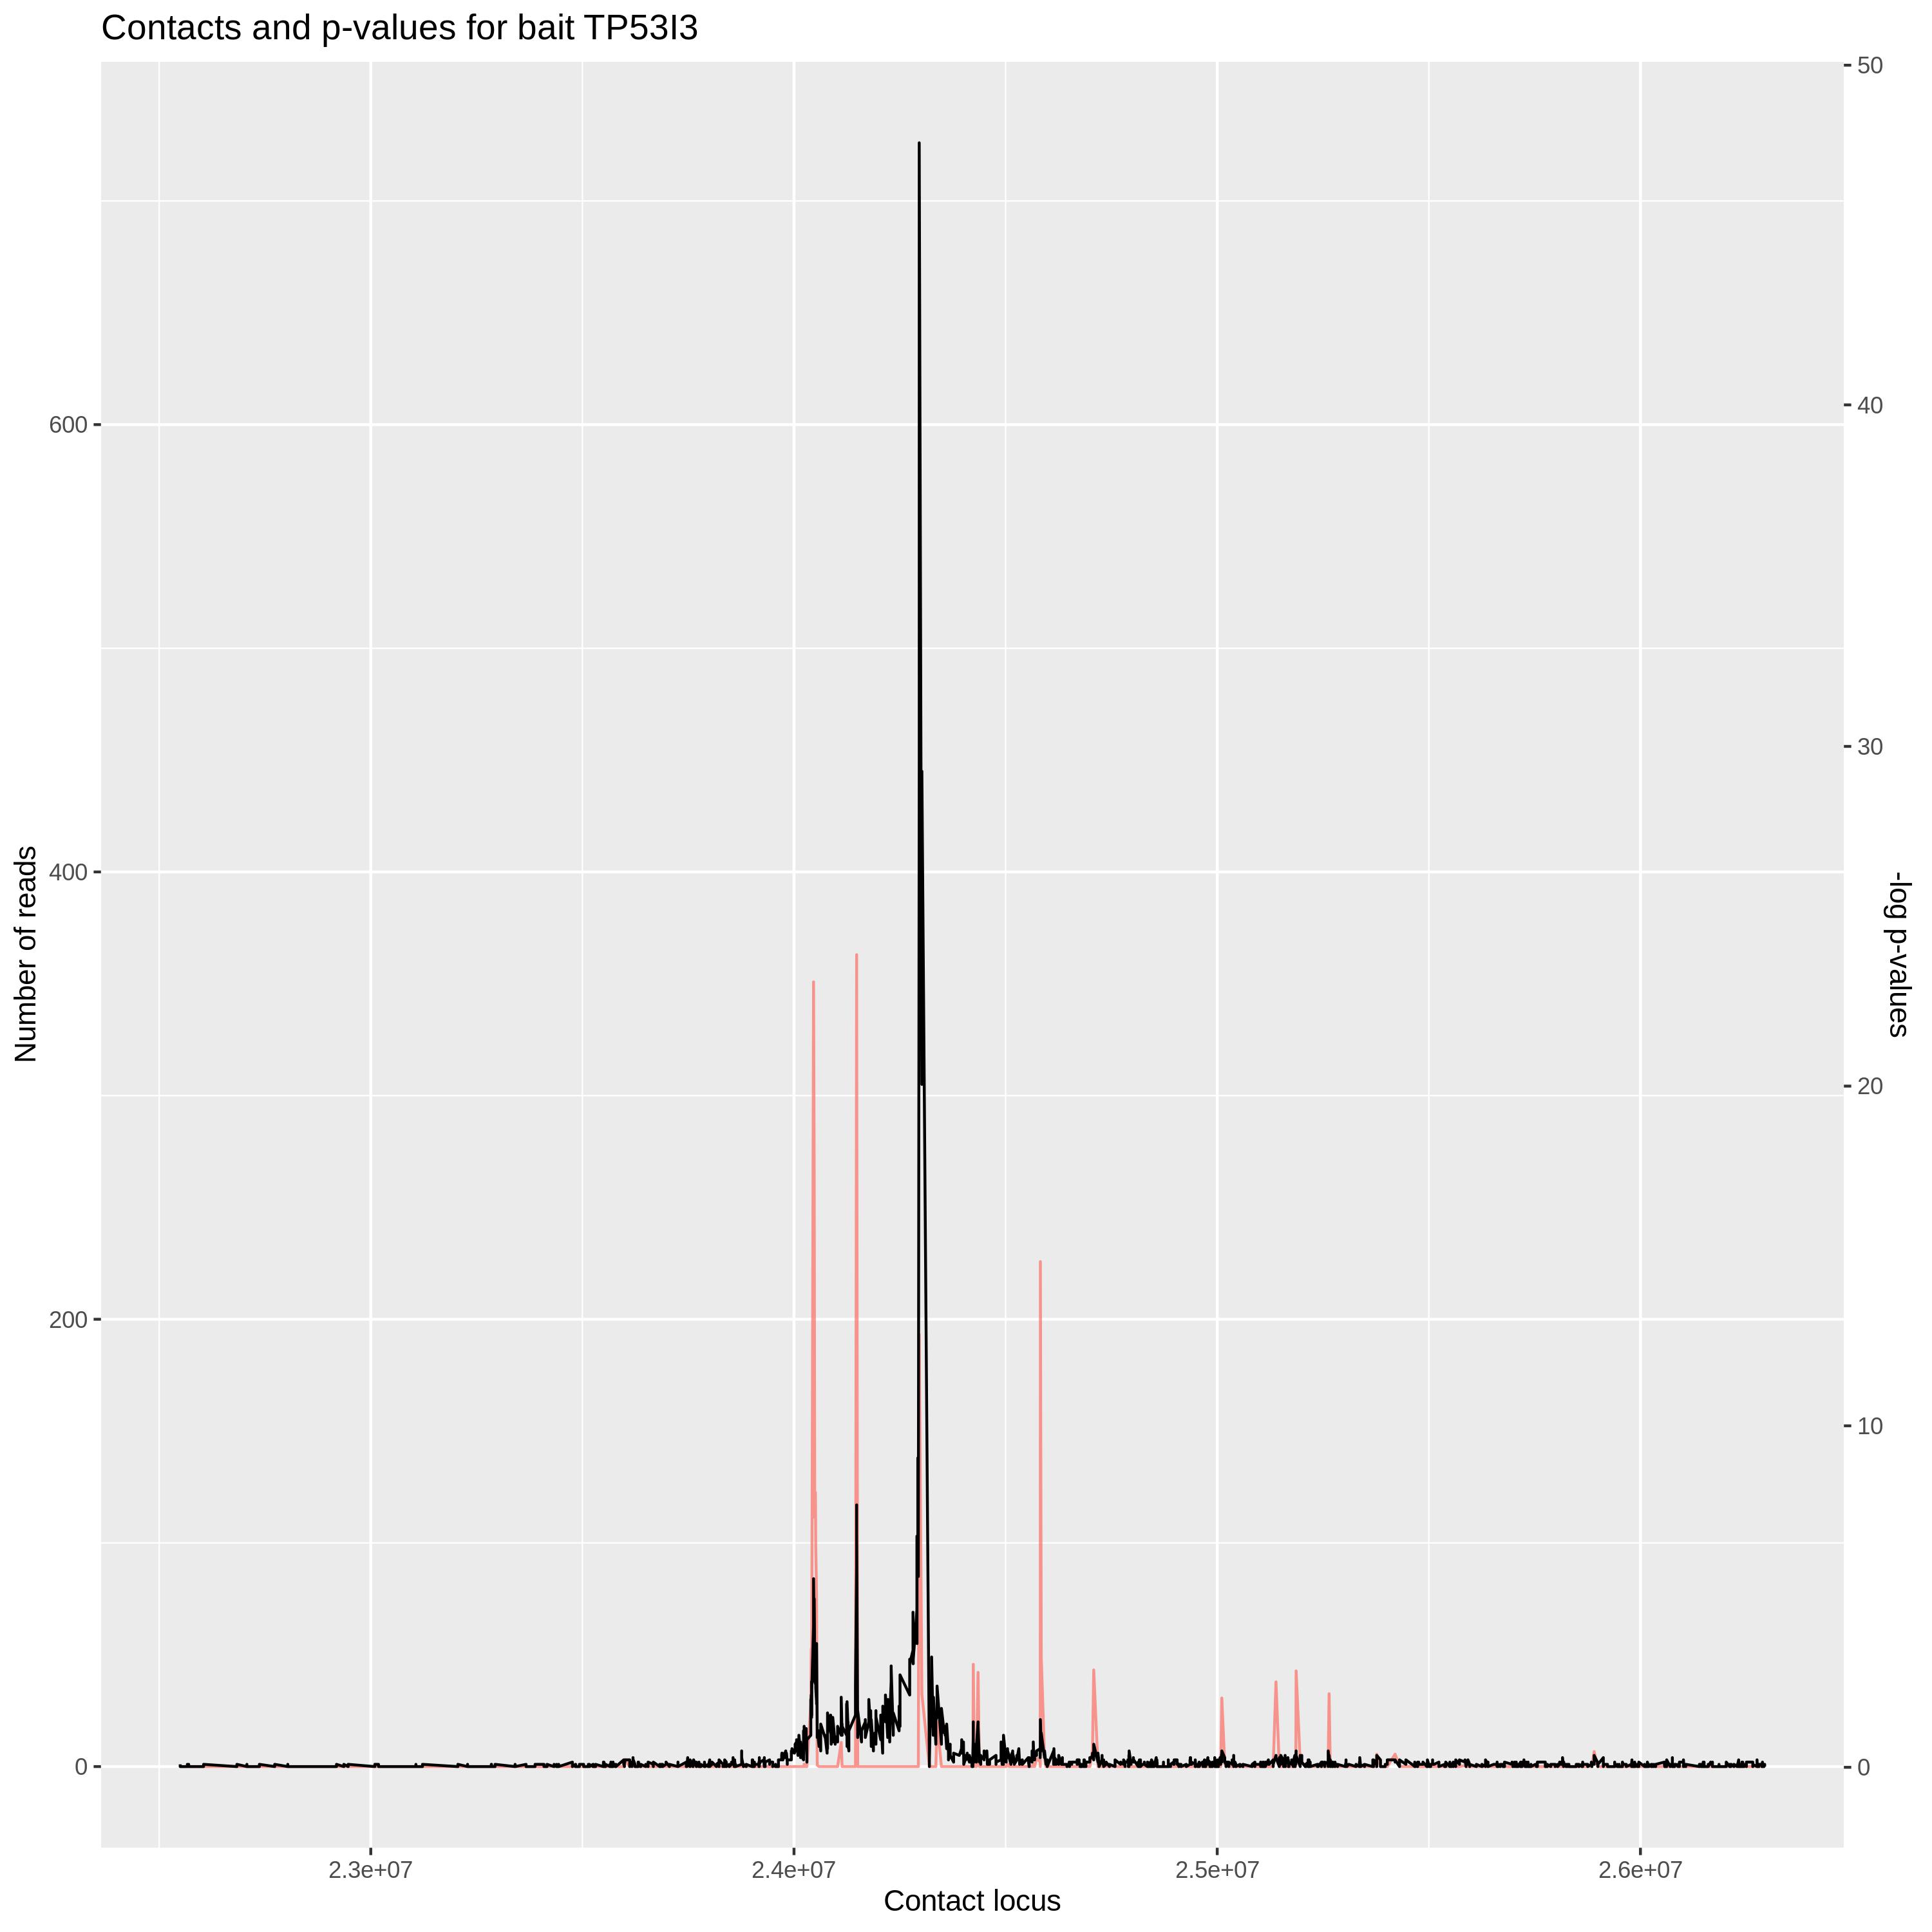 Contacts and p-values for bait TP53I3
Number of reads
600
400
200
0
50
40
30
20
10
0
-log p-values
2.3e+07 2.4e+07 2.5e+07 2.6e+07
Contact locus